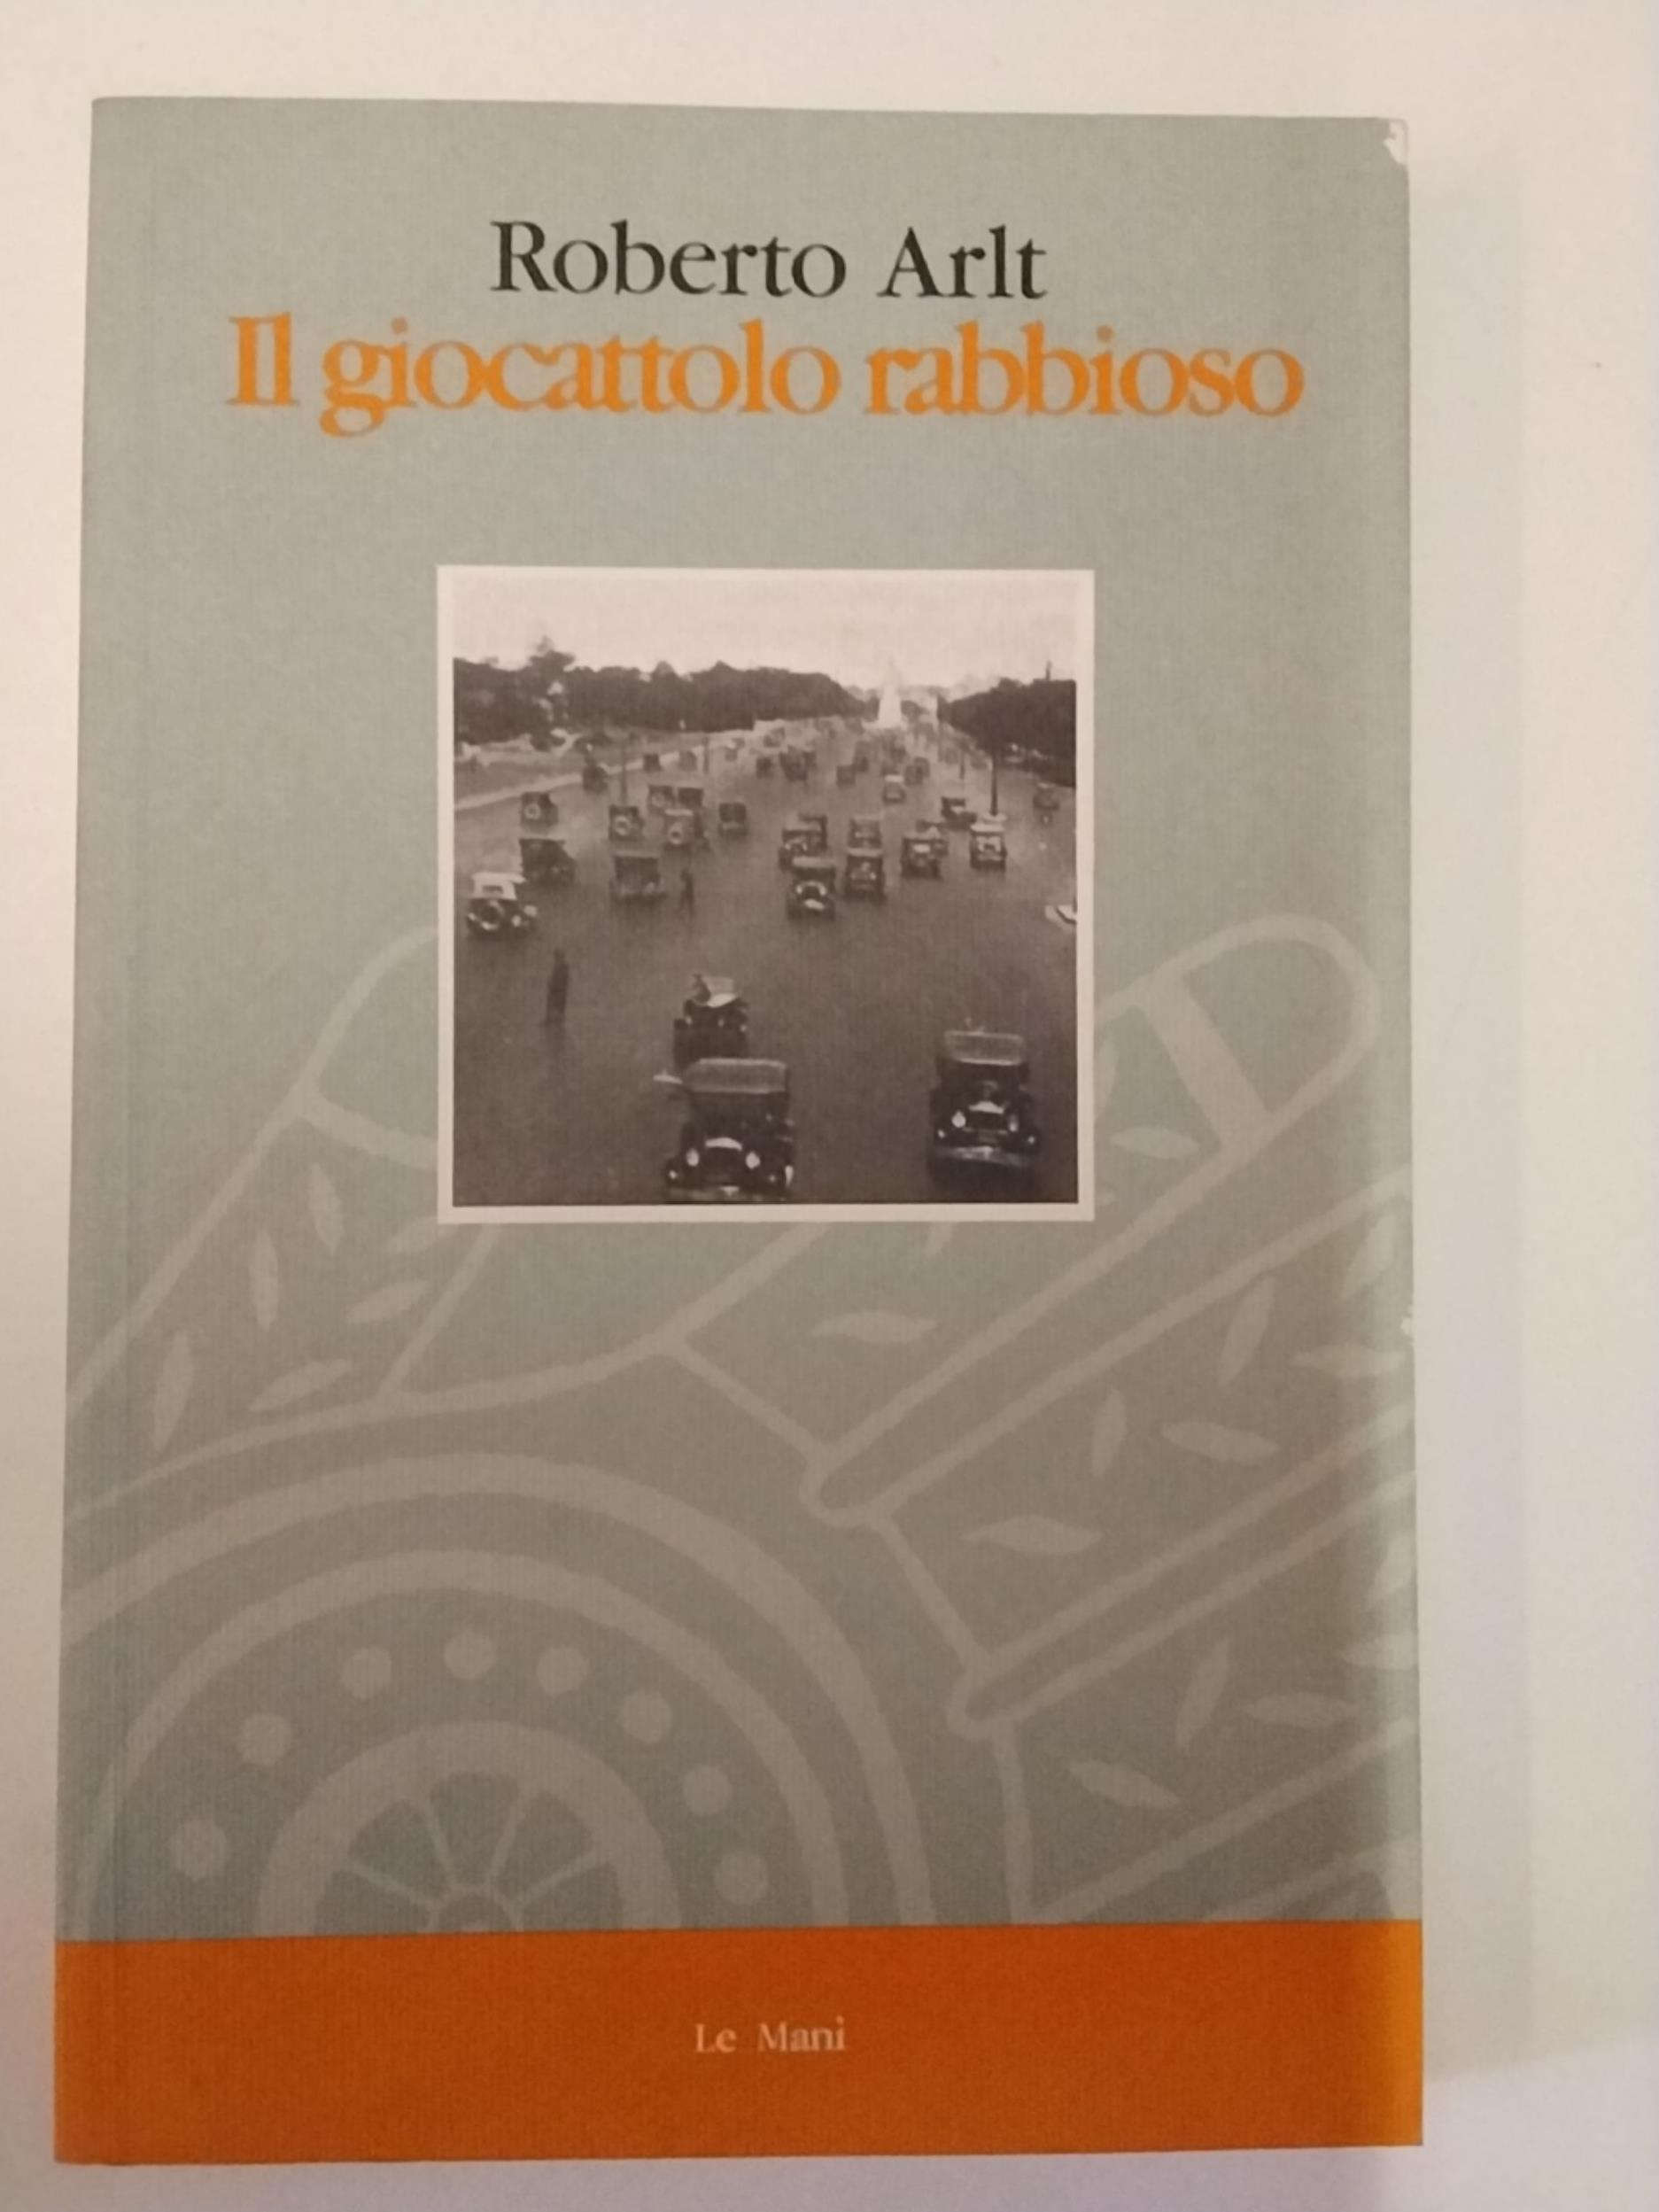 Roberto Arlt
Il giocattolo rabbioso
Le Mani